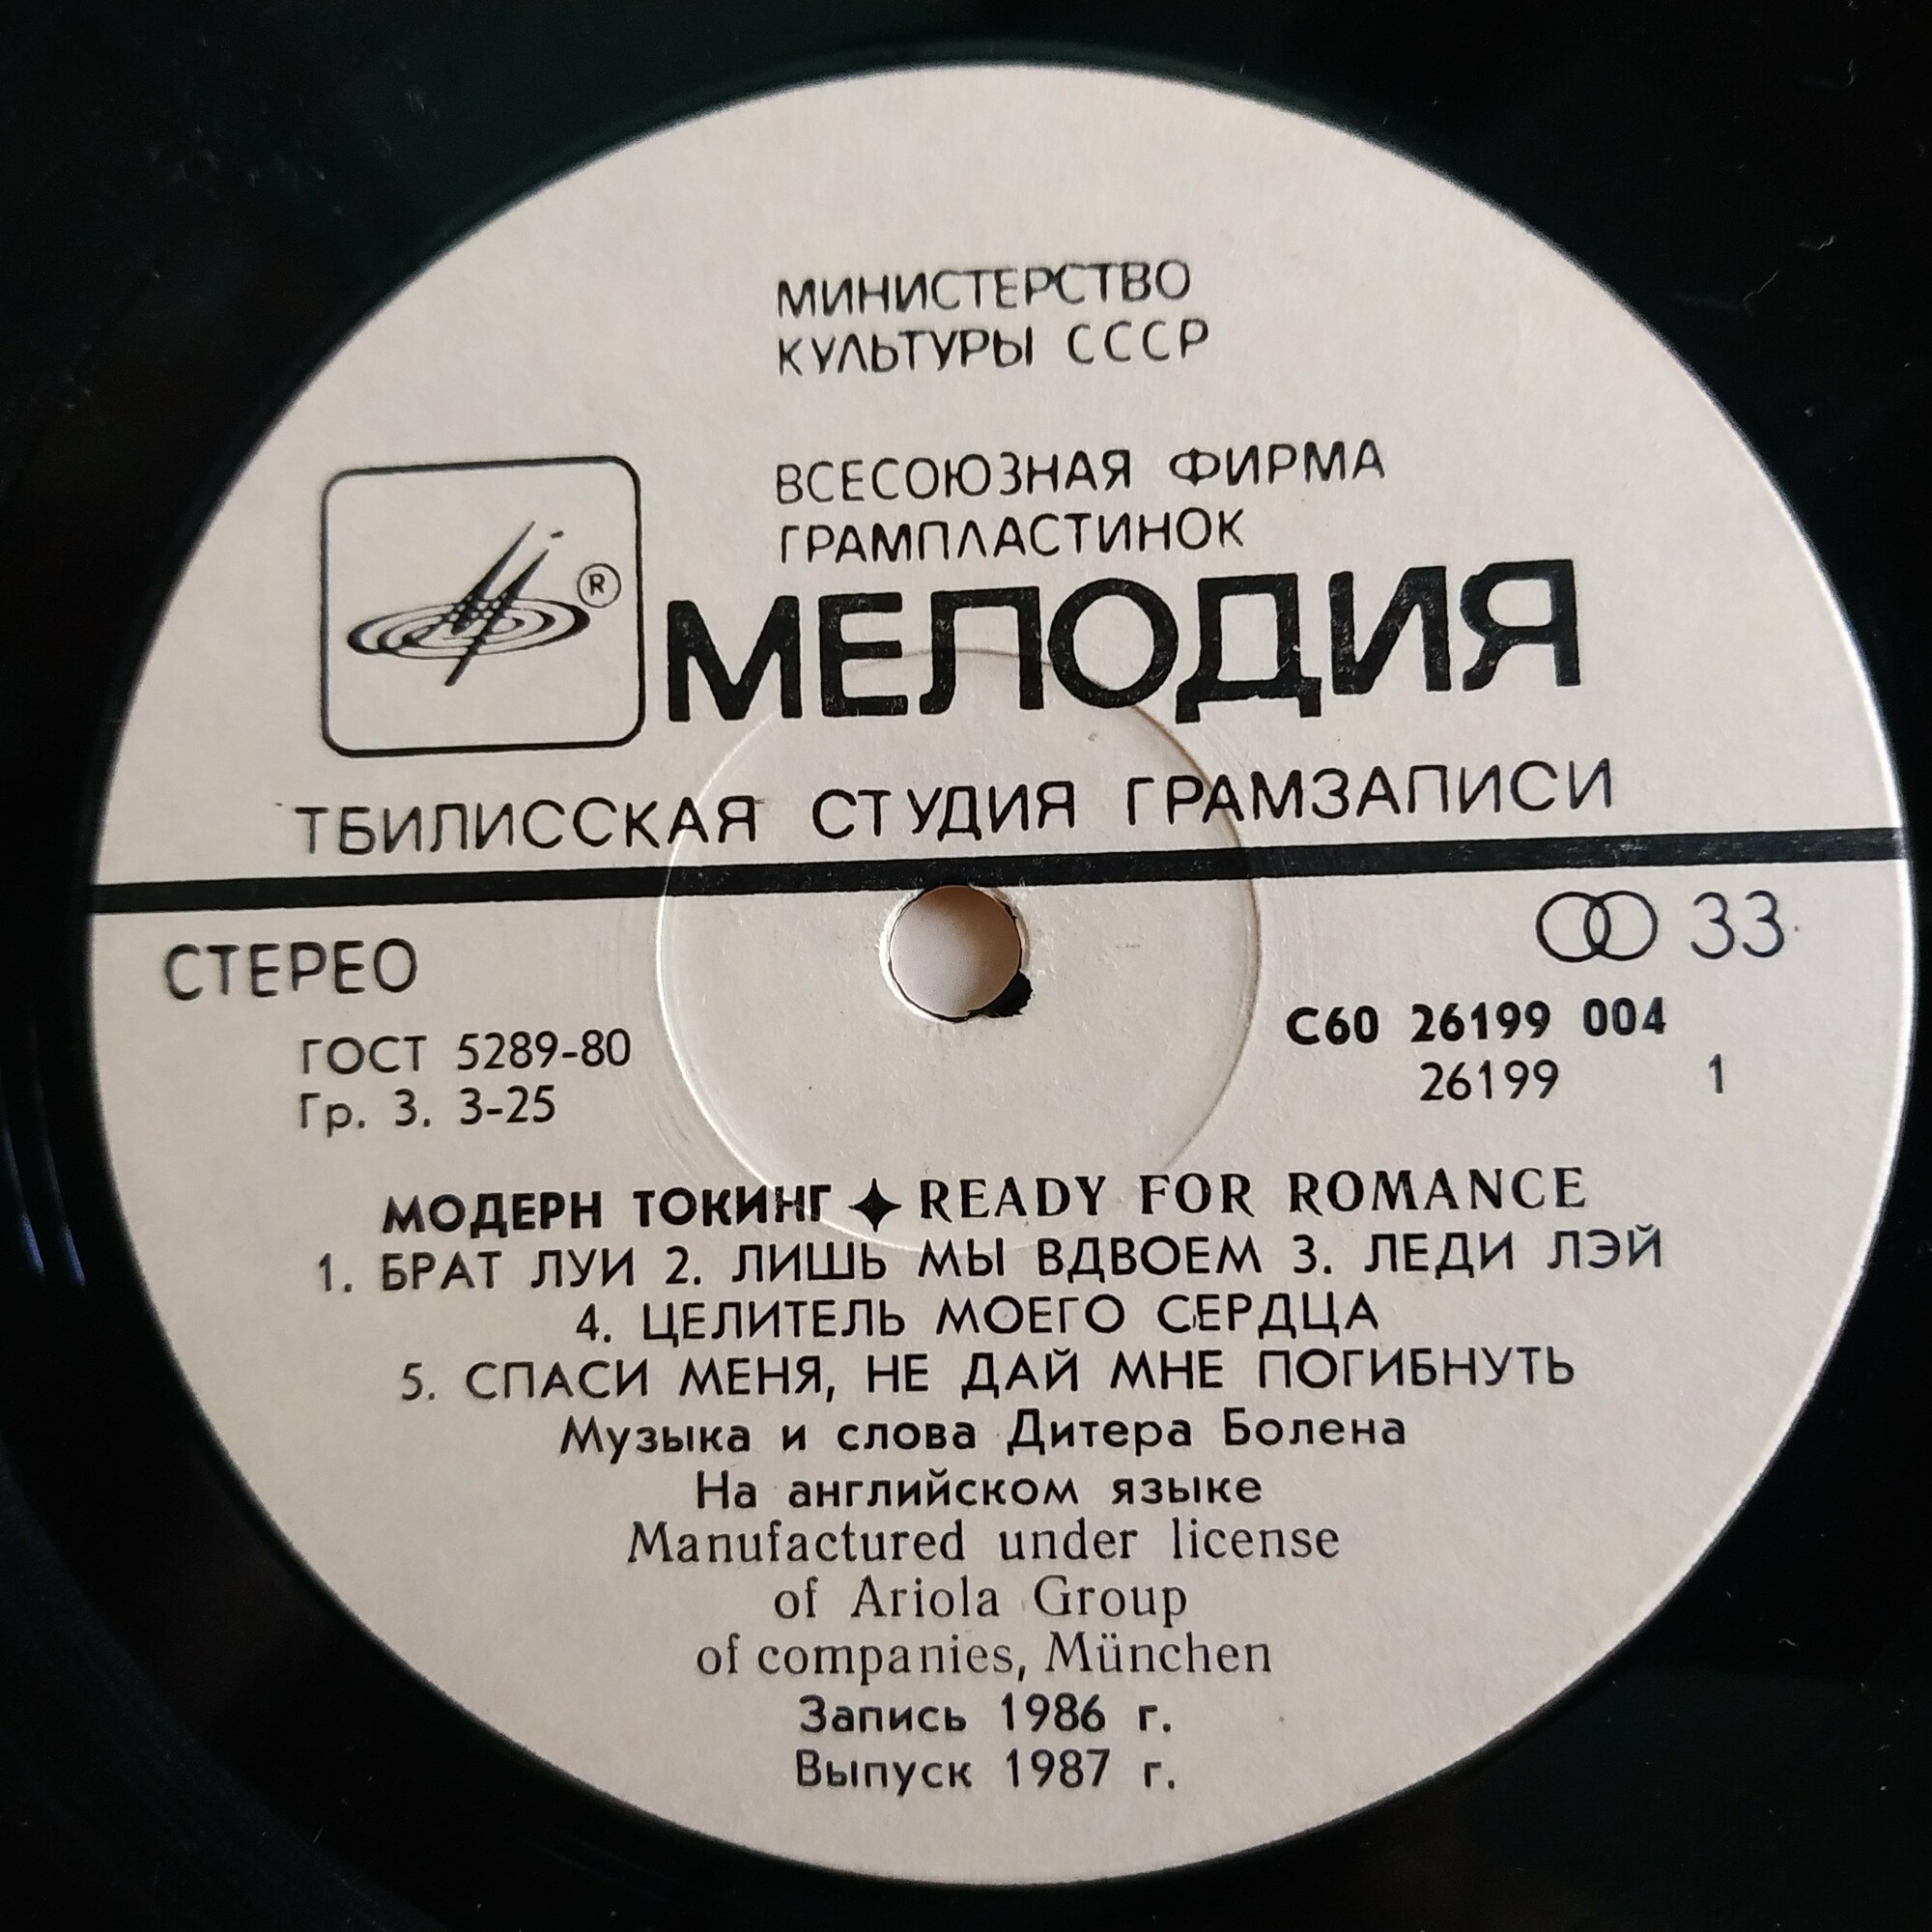 МИНИСТЕРСТВО
КУЛЬТУРЫ СССР
ВСЕСОЮЗНАЯ ФИРМА
ГРАМПЛАСТИНОК
®
МЕЛОДИЯ
ТБИЛИССКАЯ СТУДИЯ ГРАМЗАПИСИ
СТЕРЕО
33
ГОСТ 5289-80
Гр. 3. 3-25
С60 26199 004
26199 1
МОДЕРН ТОКИНГ ✦ READY FOR ROMANCE
1. БРАТ ЛУИ 2. ЛИШЬ МЫ ВДВОЕМ 3. ЛЕДИ ЛЭЙ
4. ЦЕЛИТЕЛЬ МОЕГО СЕРДЦА
5. СПАСИ МЕНЯ, НЕ ДАЙ МНЕ ПОГИБНУТЬ
Музыка и слова Дитера Болена
На английском языке
Manufactured under license
of Ariola Group
of companies, München
Запись 1986 г.
Выпуск 1987 г.